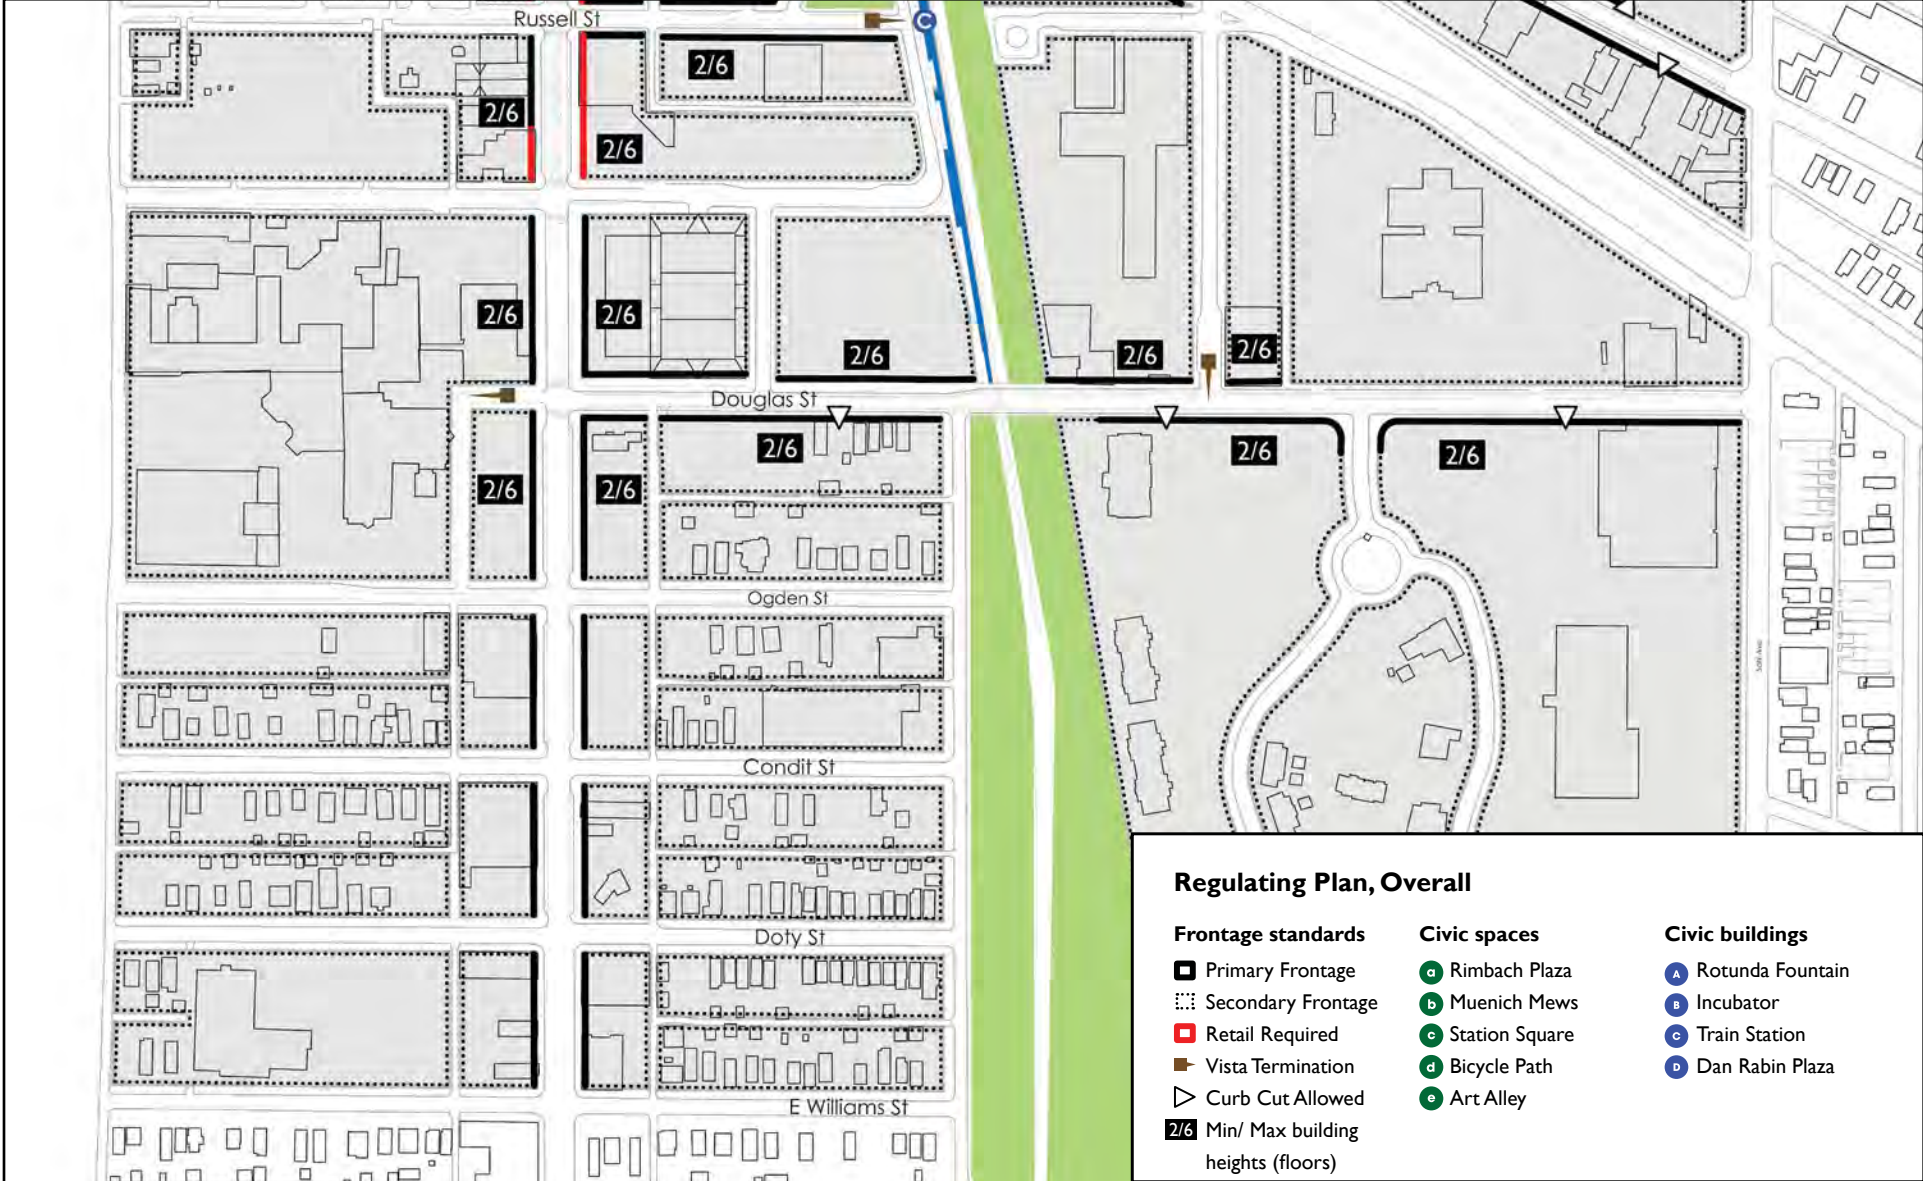 Russell St
C
2/6
2/6
2/6
2/6
2/6
2/6
2/6
2/6
Douglas St
2/6
2/6
2/6
2/6
2/6
Ogden St
Condit St
Doty St
E Williams St
Regulating Plan, Overall
Frontage standards
Primary Frontage
Secondary Frontage
Retail Required
Vista Termination
Curb Cut Allowed
2/6 Min/ Max building
heights (floors)
Civic spaces
a Rimbach Plaza
b Muenich Mews
c Station Square
d Bicycle Path
e Art Alley
Civic buildings
A Rotunda Fountain
B Incubator
C Train Station
D Dan Rabin Plaza